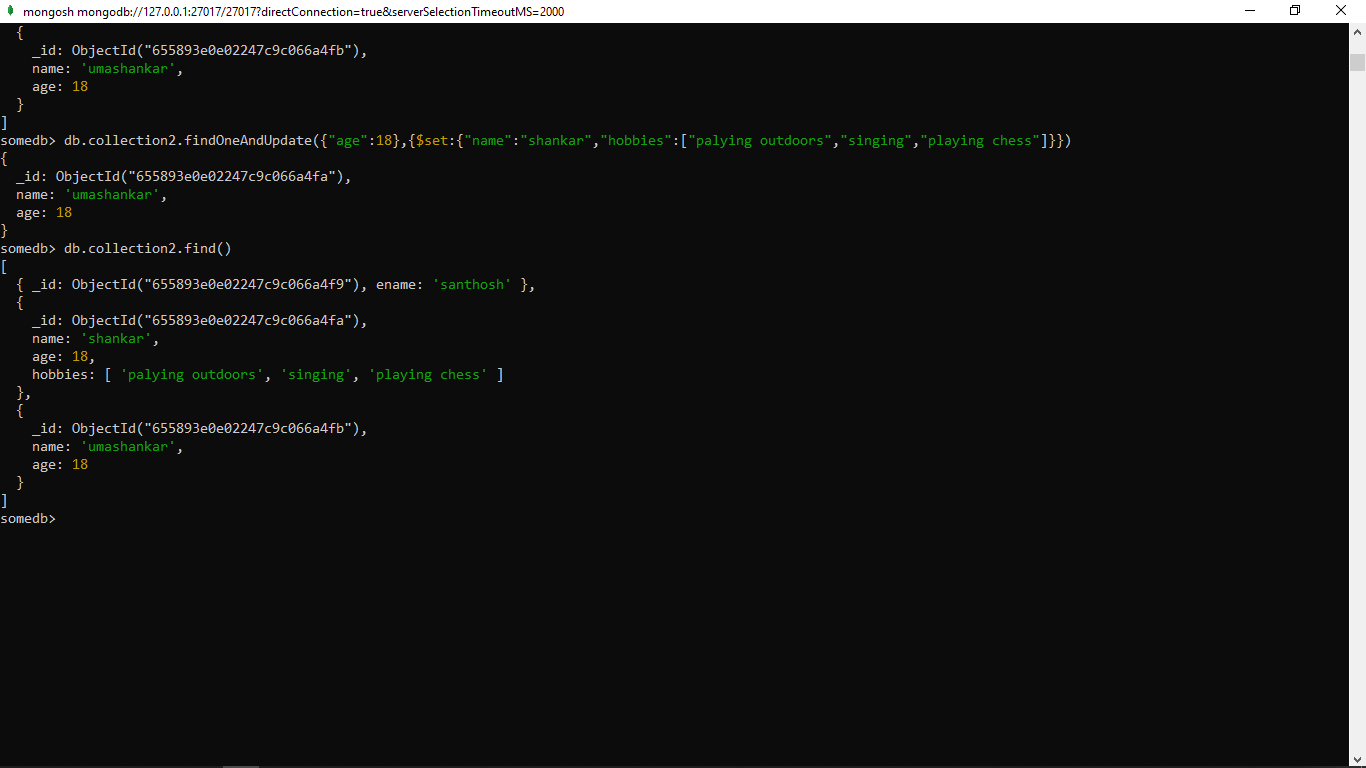 mongosh mongodb://127.0.0.1:27017/27017?directConnection=true&serverSelectionTimeoutMS=2000
  {
    _id: ObjectId("655893e0e02247c9c066a4fb"),
    name: 'umashankar',
    age: 18
  }
]
somedb> db.collection2.findOneAndUpdate({"age":18},{$set:{"name":"shankar","hobbies":["palying outdoors","singing","playing chess"]}})
{
  _id: ObjectId("655893e0e02247c9c066a4fa"),
  name: 'umashankar',
  age: 18
}
somedb> db.collection2.find()
[
  { _id: ObjectId("655893e0e02247c9c066a4f9"), ename: 'santhosh' },
  {
    _id: ObjectId("655893e0e02247c9c066a4fa"),
    name: 'shankar',
    age: 18,
    hobbies: [ 'palying outdoors', 'singing', 'playing chess' ]
  },
  {
    _id: ObjectId("655893e0e02247c9c066a4fb"),
    name: 'umashankar',
    age: 18
  }
]
somedb>